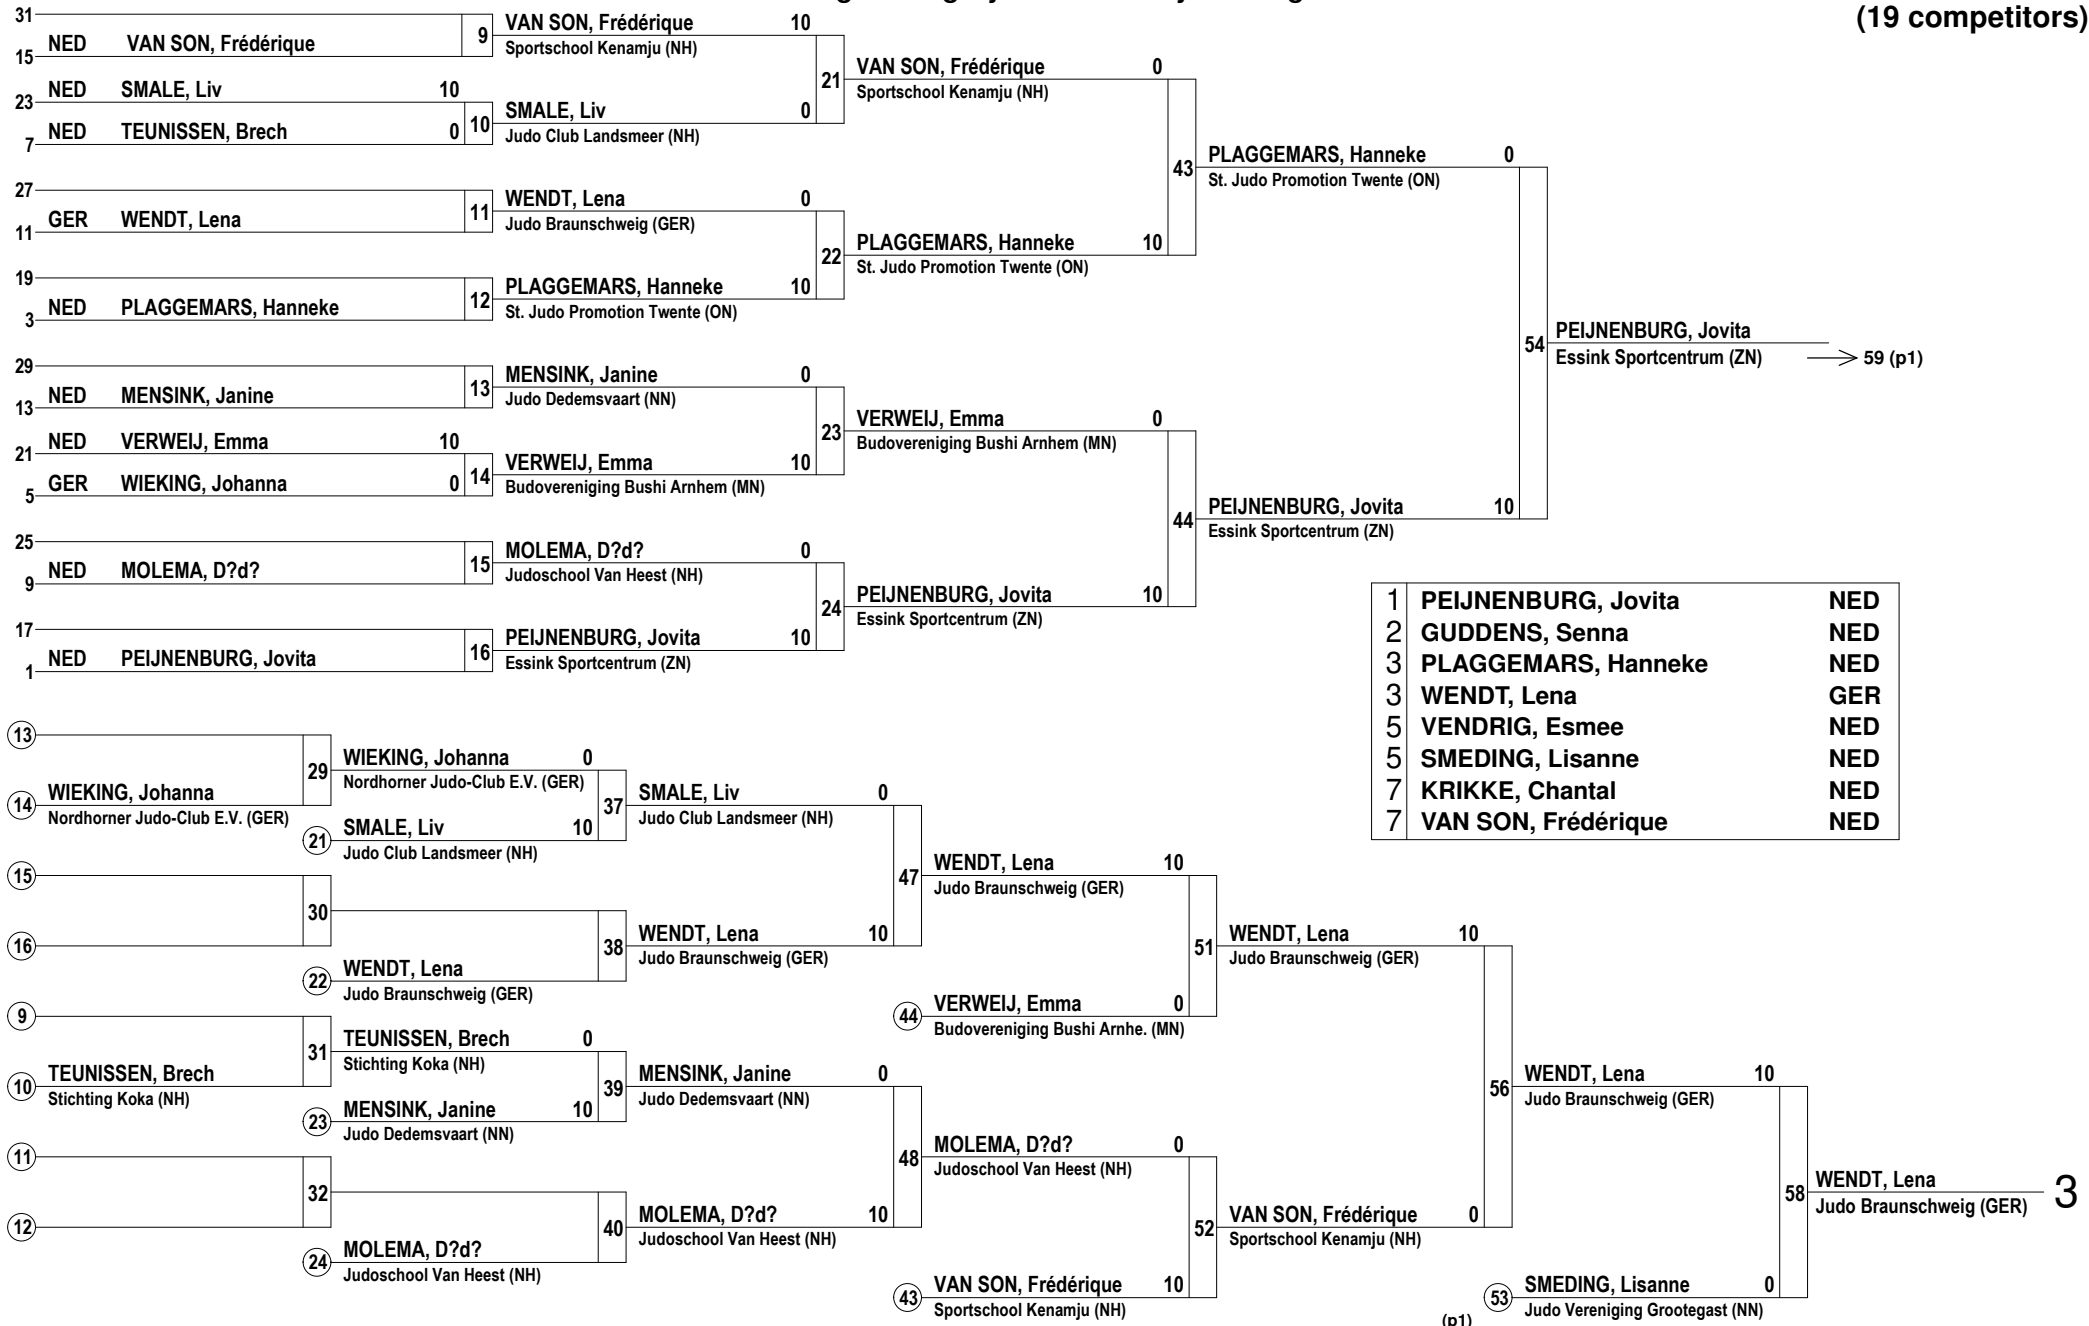 (19 competitors)
31
NED VAN SON, Frédérique
15
9
VAN SON, Frédérique 10
Sportschool Kenamju (NH)
NED SMALE, Liv 10
23
NED TEUNISSEN, Brech 0
7
10
SMALE, Liv 0
Judo Club Landsmeer (NH)
21
VAN SON, Frédérique 0
Sportschool Kenamju (NH)
27
GER WENDT, Lena
11
11
WENDT, Lena 0
Judo Braunschweig (GER)
19
NED PLAGGEMARS, Hanneke
3
12
PLAGGEMARS, Hanneke 10
St. Judo Promotion Twente (ON)
22
PLAGGEMARS, Hanneke 10
St. Judo Promotion Twente (ON)
43
PLAGGEMARS, Hanneke 0
St. Judo Promotion Twente (ON)
29
NED MENSINK, Janine
13
13
MENSINK, Janine 0
Judo Dedemsvaart (NN)
NED VERWEIJ, Emma 10
21
GER WIEKING, Johanna 0
5
14
VERWEIJ, Emma 10
Budovereniging Bushi Arnhem (MN)
23
VERWEIJ, Emma 0
Budovereniging Bushi Arnhem (MN)
25
NED MOLEMA, D?d?
9
15
MOLEMA, D?d? 0
Judoschool Van Heest (NH)
17
NED PEIJNENBURG, Jovita
1
16
PEIJNENBURG, Jovita 10
Essink Sportcentrum (ZN)
24
PEIJNENBURG, Jovita 10
Essink Sportcentrum (ZN)
44
PEIJNENBURG, Jovita 10
Essink Sportcentrum (ZN)
54
PEIJNENBURG, Jovita
Essink Sportcentrum (ZN) 59 (p1)
1 PEIJNENBURG, Jovita NED
2 GUDDENS, Senna NED
3 PLAGGEMARS, Hanneke NED
3 WENDT, Lena GER
5 VENDRIG, Esmee NED
5 SMEDING, Lisanne NED
7 KRIKKE, Chantal NED
7 VAN SON, Frédérique NED
13
14 WIEKING, Johanna
Nordhorner Judo-Club E.V. (GER)
29
WIEKING, Johanna 0
Nordhorner Judo-Club E.V. (GER)
21 SMALE, Liv 10
Judo Club Landsmeer (NH)
37
SMALE, Liv 0
Judo Club Landsmeer (NH)
15
16
30
22 WENDT, Lena
Judo Braunschweig (GER)
38
WENDT, Lena 10
Judo Braunschweig (GER)
47
WENDT, Lena 10
Judo Braunschweig (GER)
44 VERWEIJ, Emma 0
Budovereniging Bushi Arnhe. (MN)
51
WENDT, Lena 10
Judo Braunschweig (GER)
9
10 TEUNISSEN, Brech
Stichting Koka (NH)
31
TEUNISSEN, Brech 0
Stichting Koka (NH)
23 MENSINK, Janine 10
Judo Dedemsvaart (NN)
39
MENSINK, Janine 0
Judo Dedemsvaart (NN)
11
12
32
24 MOLEMA, D?d?
Judoschool Van Heest (NH)
40
MOLEMA, D?d? 10
Judoschool Van Heest (NH)
48
MOLEMA, D?d? 0
Judoschool Van Heest (NH)
43 VAN SON, Frédérique 10
Sportschool Kenamju (NH)
52
VAN SON, Frédérique 0
Sportschool Kenamju (NH)
56
WENDT, Lena 10
Judo Braunschweig (GER)
53 SMEDING, Lisanne 0
Judo Vereniging Grootegast (NN)
(p1)
58
WENDT, Lena
Judo Braunschweig (GER)
3